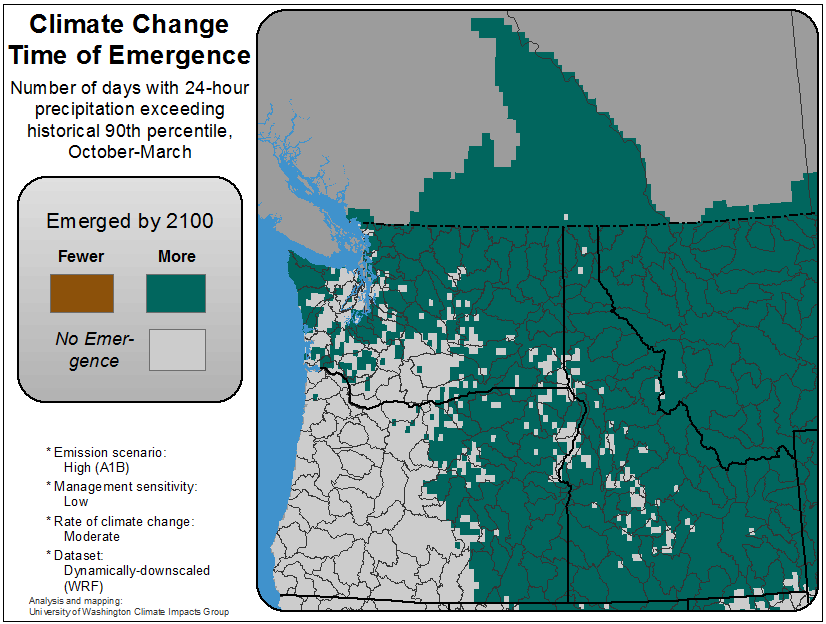 Climate Change
Time of Emergence
Number of days with 24-hour
precipitation exceeding
historical 90th percentile,
October-March
Emerged by 2100
Fewer
More
No Emer-
gence
* Emission scenario:
High (A1B)
* Management sensitivity:
Low
* Rate of climate change:
Moderate
* Dataset:
Dynamically-downscaled
(WRF)
Analysis and mapping:
University of Washington Climate Impacts Group